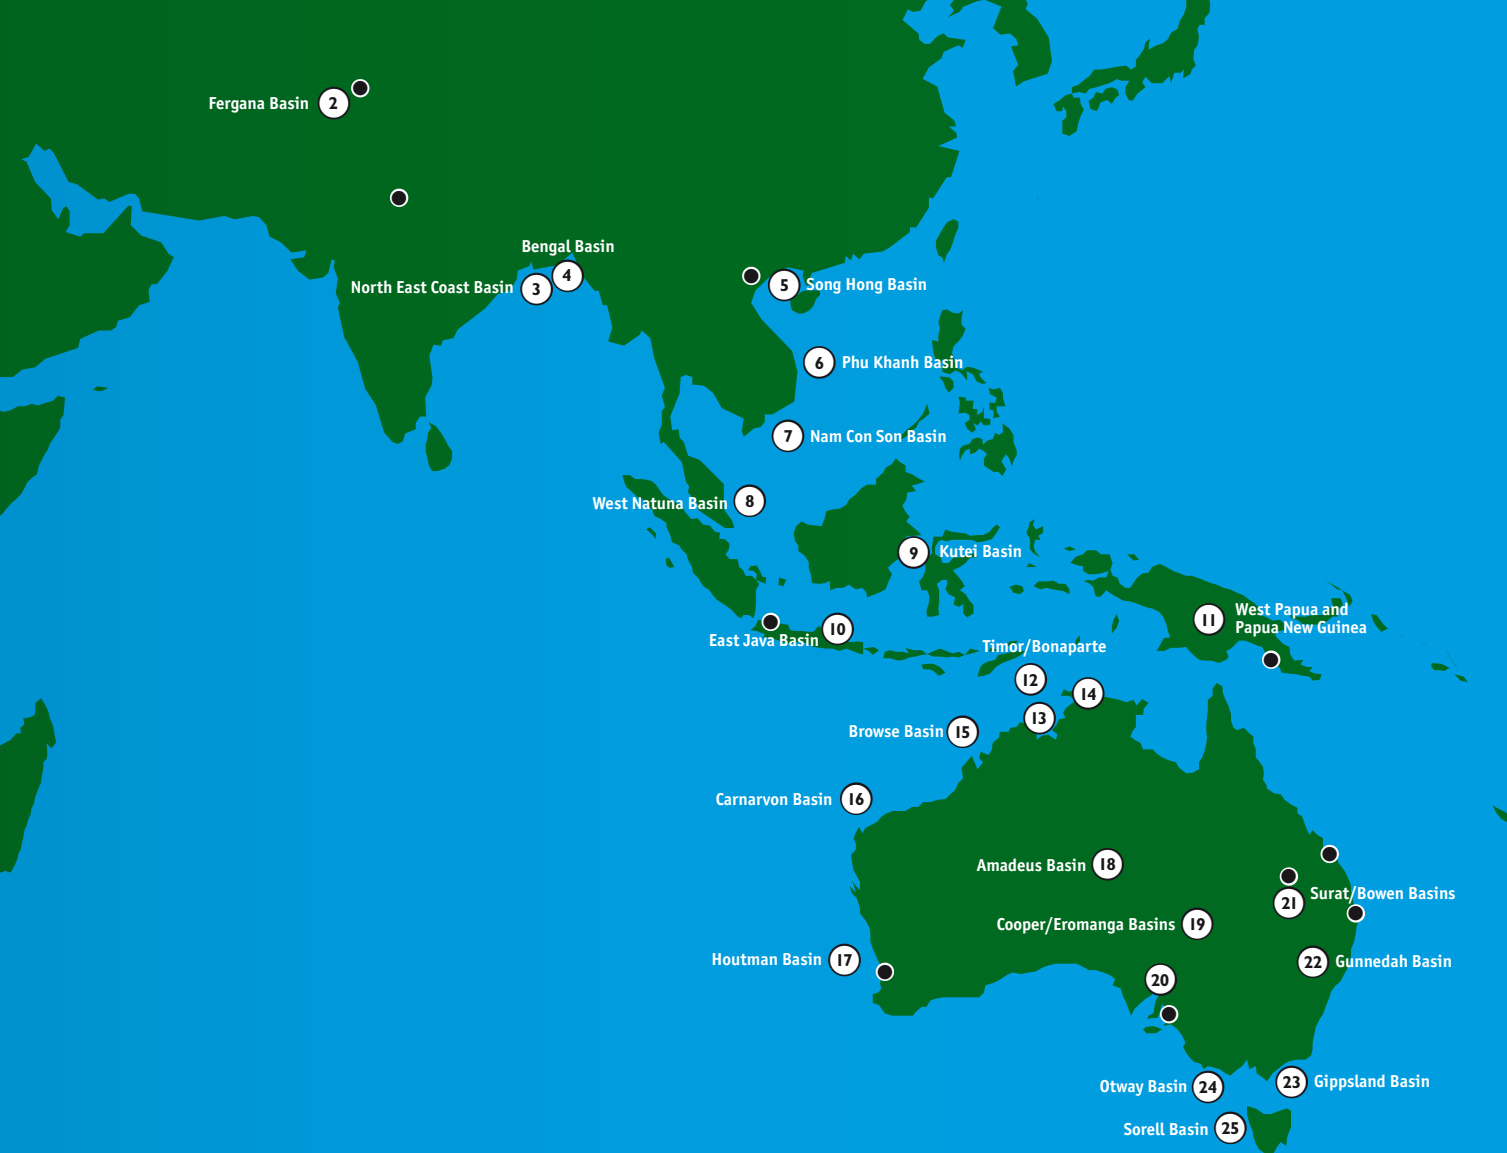 Fergana Basin 2
Bengal Basin
4
North East Coast Basin 3
5 Song Hong Basin
6 Phu Khanh Basin
7 Nam Con Son Basin
West Natuna Basin 8
9 Kutei Basin
10
East Java Basin
11 West Papua and
Papua New Guinea
Timor/Bonaparte
12
14
13
Browse Basin 15
Carnarvon Basin 16
Amadeus Basin 18
Surat/Bowen Basins
21
Cooper/Eromanga Basins 19
Houtman Basin 17
22 Gunnedah Basin
20
23 Gippsland Basin
Otway Basin 24
Sorell Basin 25